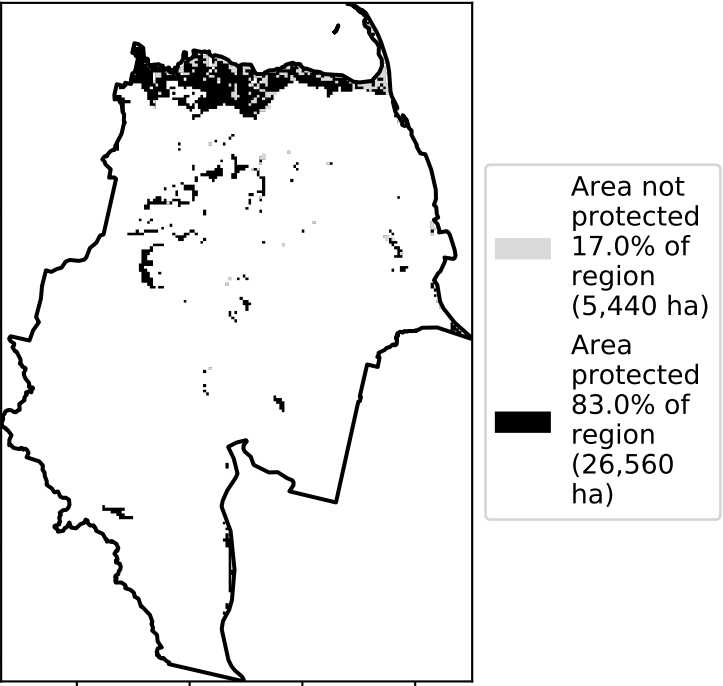 Area not
protected
17.0% of
region
(5,440 ha)
Area
protected
83.0% of
region
(26,560
ha)